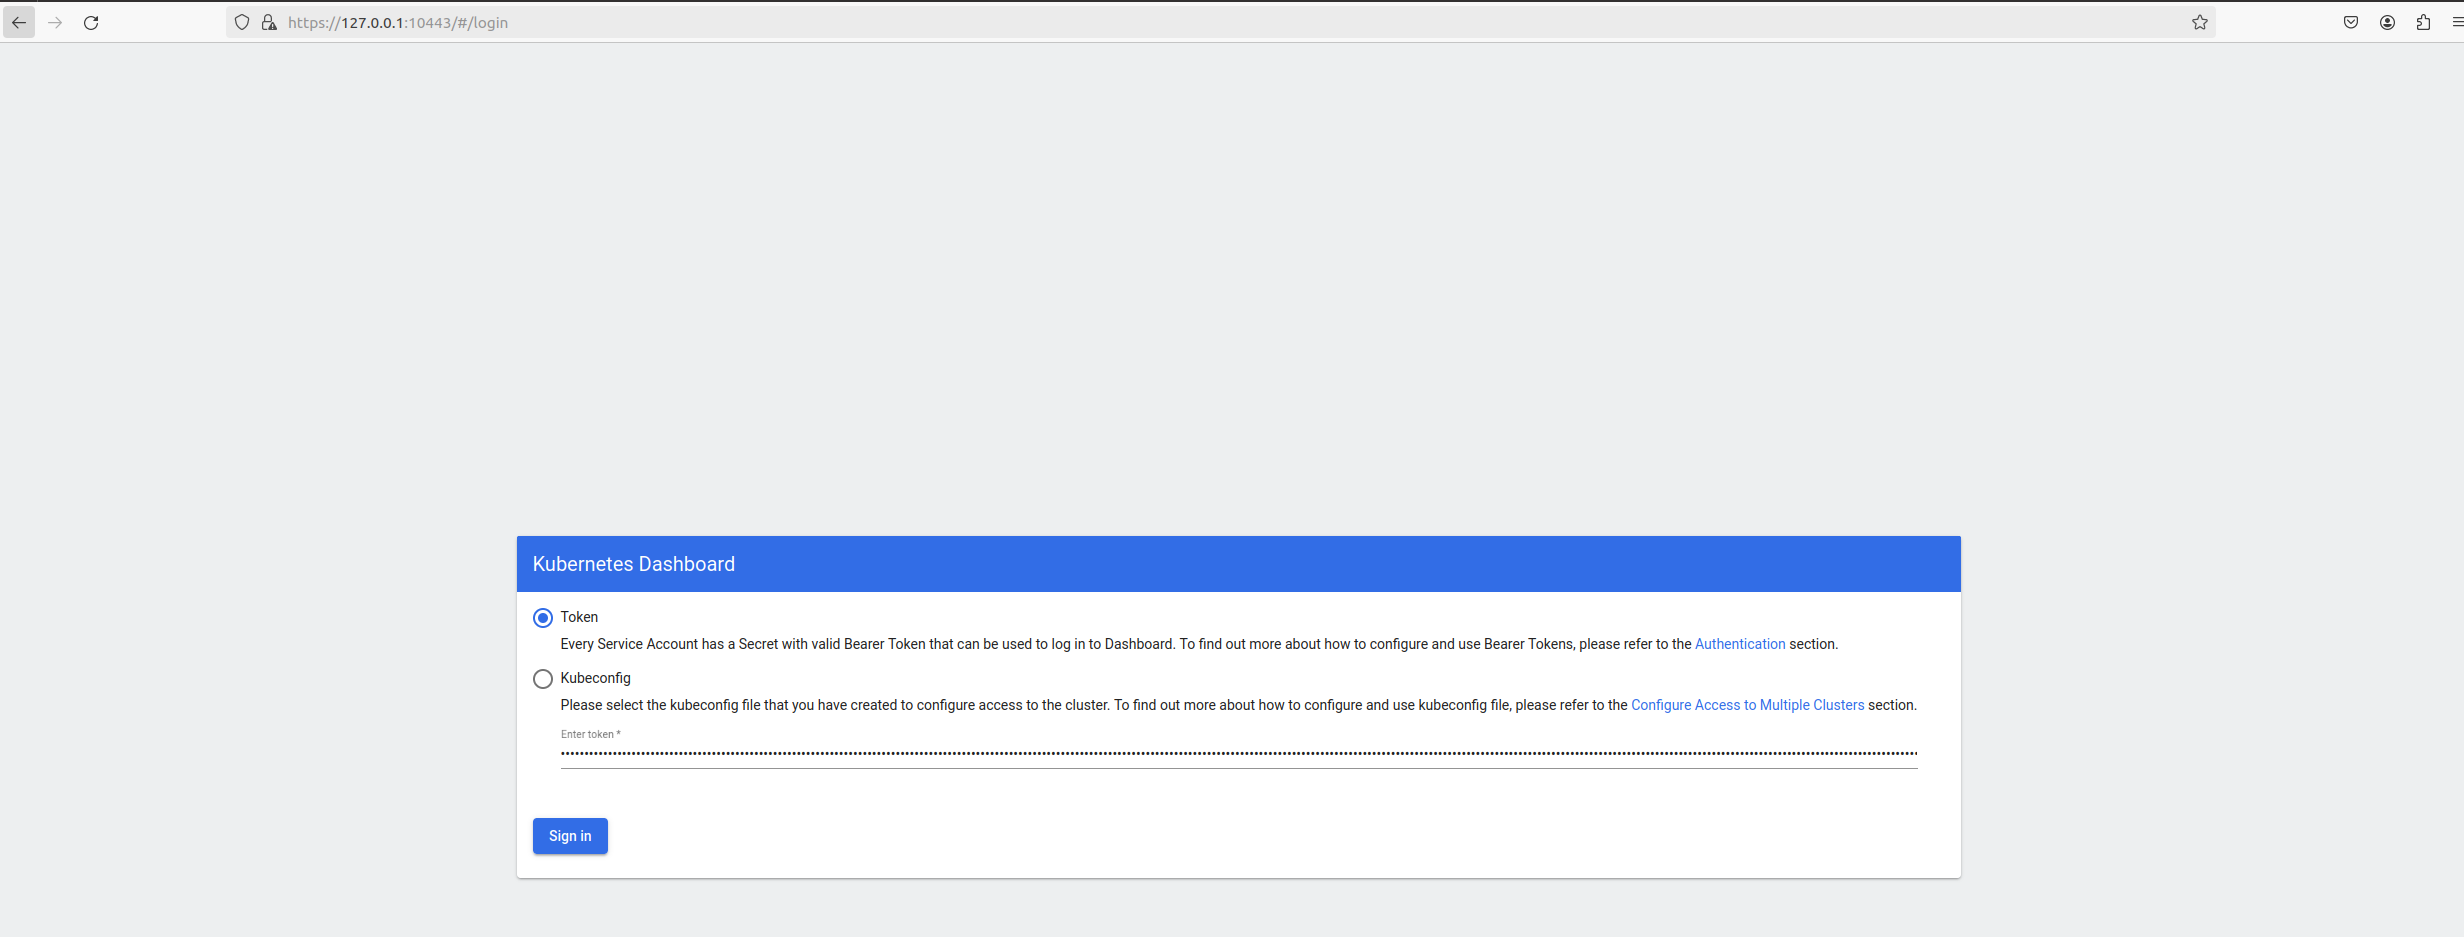 https://127.0.0.1:10443/#/login
Kubernetes Dashboard
Token
Every Service Account has a Secret with valid Bearer Token that can be used to log in to Dashboard. To find out more about how to configure and use Bearer Tokens, please refer to the Authentication section.
Kubeconfig
Please select the kubeconfig file that you have created to configure access to the cluster. To find out more about how to configure and use kubeconfig file, please refer to the Configure Access to Multiple Clusters section.
Enter token *
Sign in